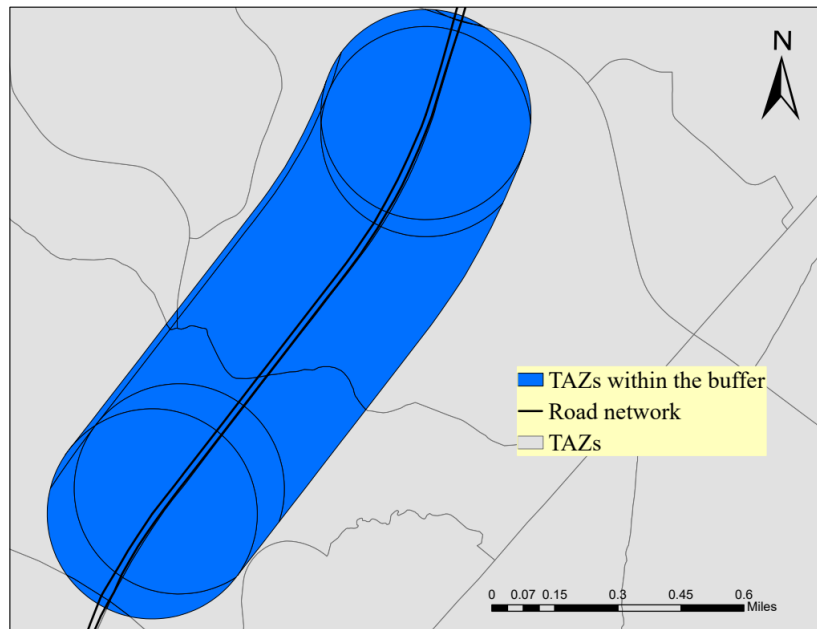 N
TAZs within the buffer
Road network
TAZs
0 0.07 0.15 0.3 0.45 0.6
Miles